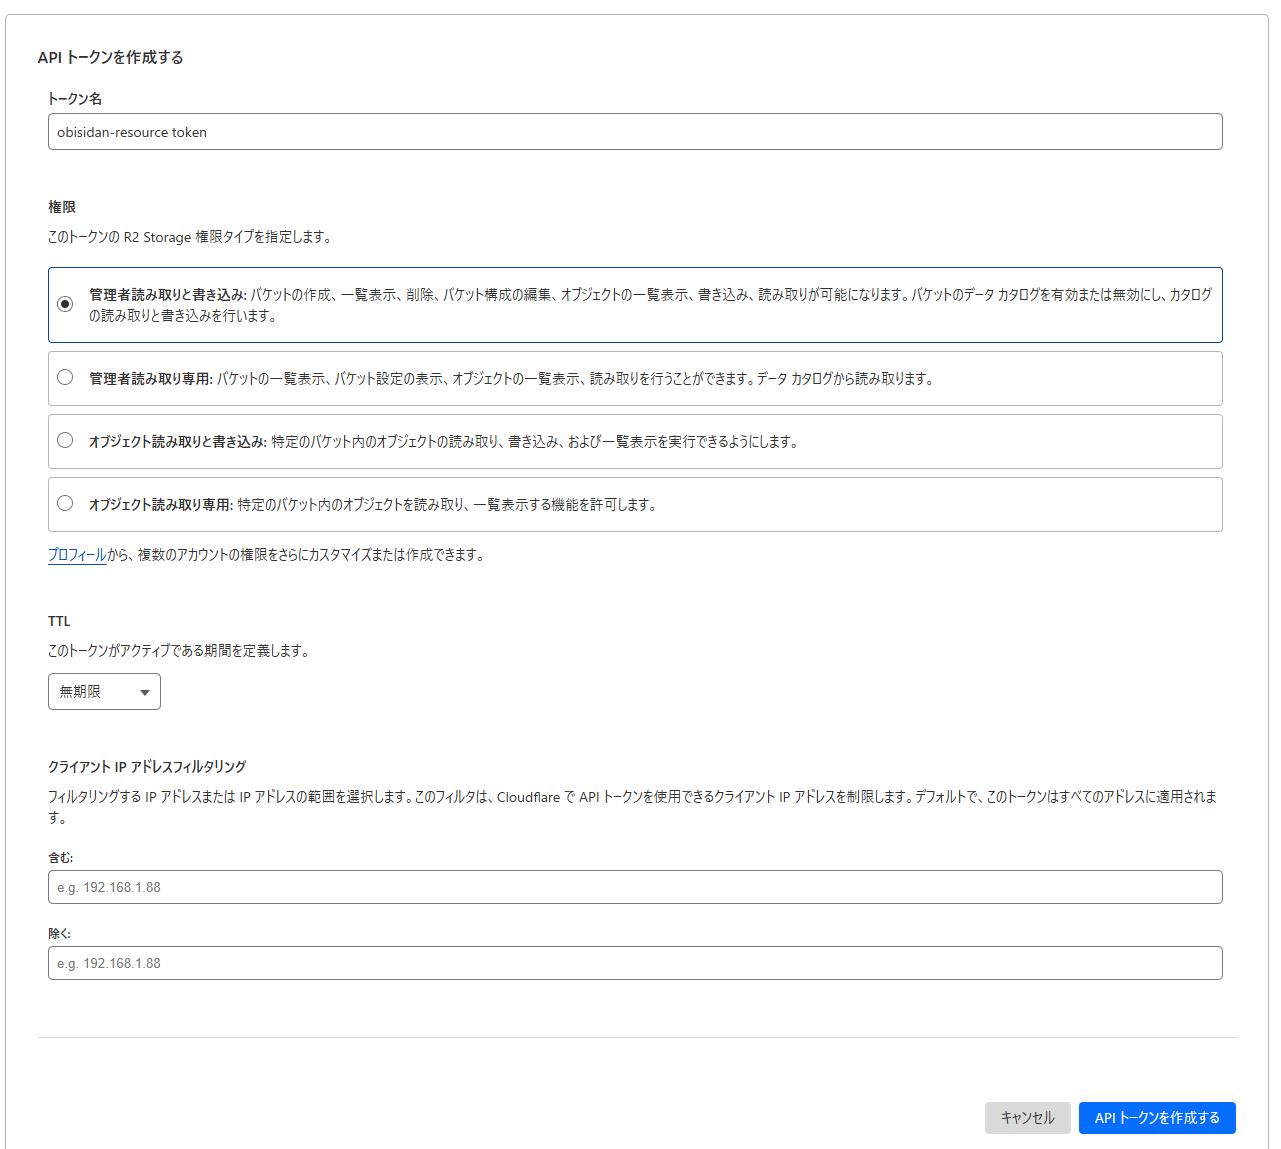 API トークンを作成する
トークン名
obisidan-resource token
権限
このトークンの R2 Storage 権限タイプを指定します。
管理者読み取りと書き込み: バケットの作成、一覧表示、削除、バケット構成の編集、オブジェクトの一覧表示、書き込み、読み取りが可能になります。バケットのデータ カタログを有効または無効にし、カタログ
の読み取りと書き込みを行います。
管理者読み取り専用: バケットの一覧表示、バケット設定の表示、オブジェクトの一覧表示、読み取りを行うことができます。データ カタログから読み取ります。
オブジェクト読み取りと書き込み: 特定のバケット内のオブジェクトの読み取り、書き込み、および一覧表示を実行できるようにします。
オブジェクト読み取り専用: 特定のバケット内のオブジェクトを読み取り、一覧表示する機能を許可します。
プロフィールから、複数のアカウントの権限をさらにカスタマイズまたは作成できます。
TTL
このトークンがアクティブである期間を定義します。
無期限
クライアント IP アドレスフィルタリング
フィルタリングする IP アドレスまたは IP アドレスの範囲を選択します。このフィルタは、Cloudflare で API トークンを使用できるクライアント IP アドレスを制限します。デフォルトで、このトークンはすべてのアドレスに適用されま
す。
含む:
e.g. 192.168.1.88
除く:
e.g. 192.168.1.88
キャンセル
API トークンを作成する